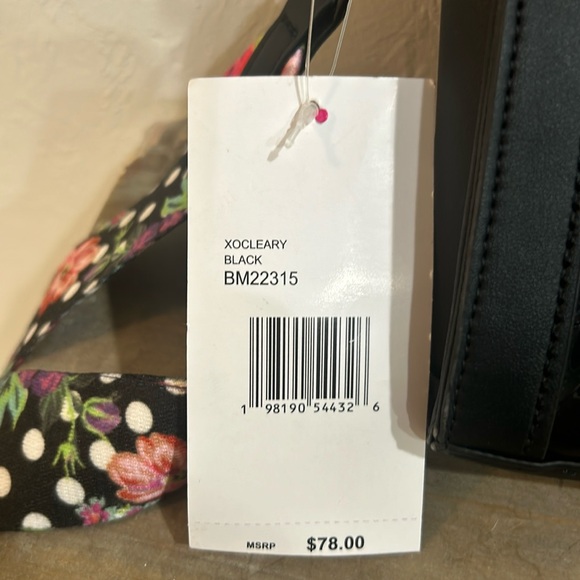 XOCLEARY
BLACK
BM22315
1 98190 54432 6
MSRP $78.00